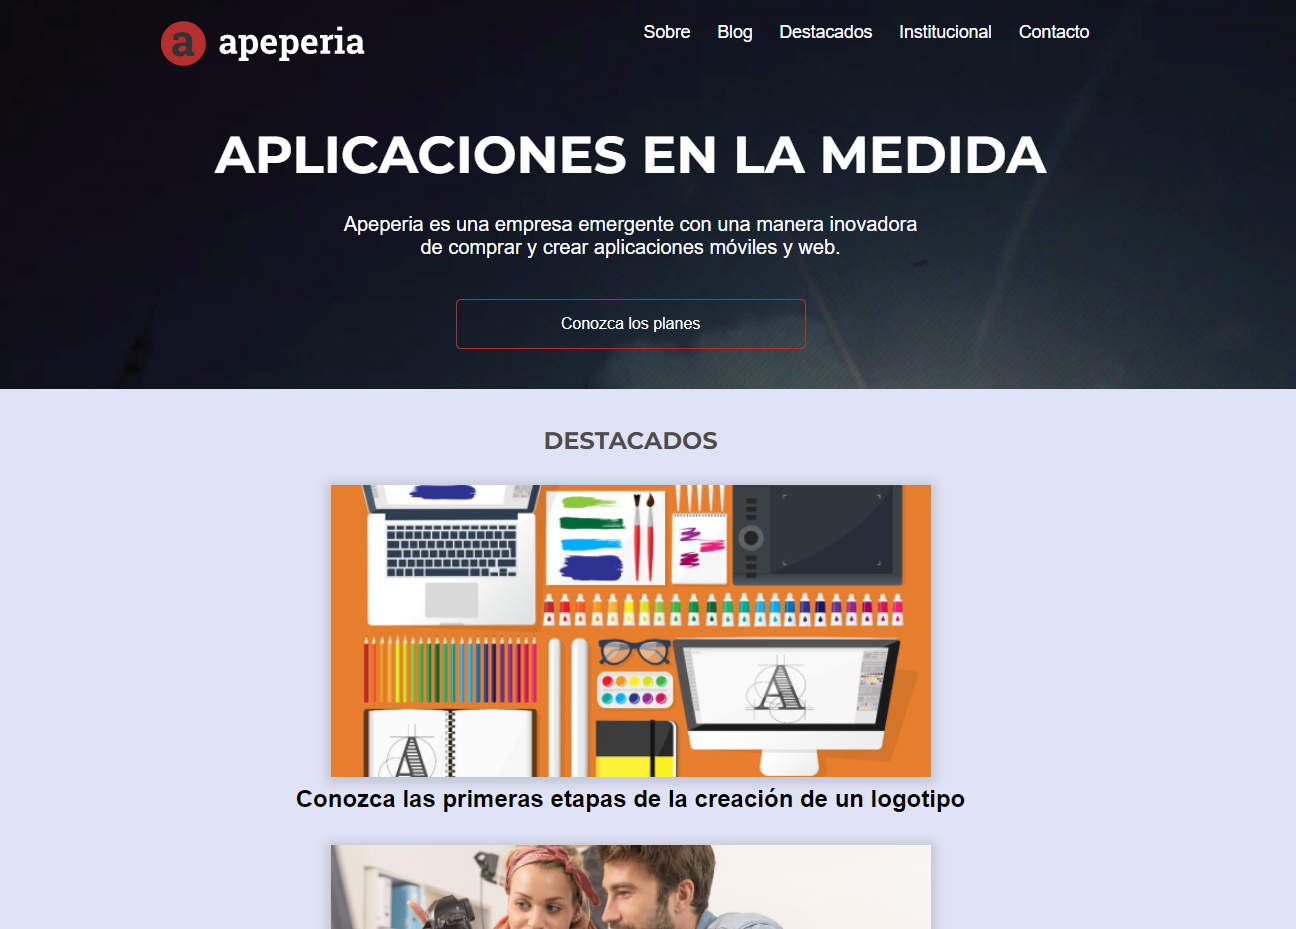 a apeperia
Sobre Blog Destacados Institucional Contacto
APLICACIONES EN LA MEDIDA
Apeperia es una empresa emergente con una manera inovadora
de comprar y crear aplicaciones móviles y web.
Conozca los planes
DESTACADOS
A
A
Conozca las primeras etapas de la creación de un logotipo